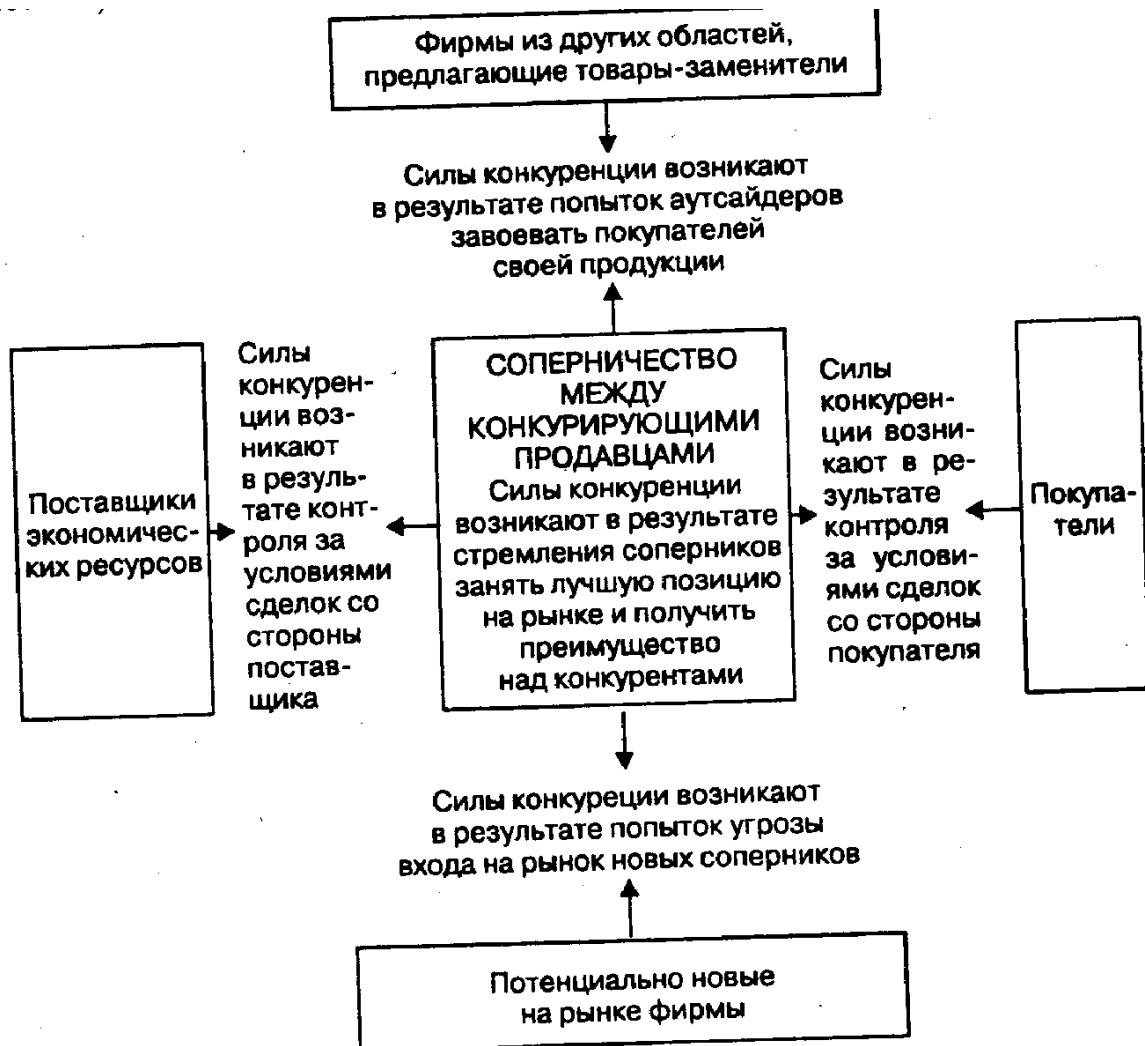 Фирмы из других областей,
предлагающие товары-заменители
Силы конкуренции возникают
в результате попыток аутсайдеров
завоевать покупателей
своей продукции
Поставщики
экономичес-
ких ресурсов
Силы
конкурен-
ции воз-
никают
в резуль-
тате конт-
роля за
условиями
сделок со
стороны
постав-
щика
СОПЕРНИЧЕСТВО
МЕЖДУ
КОНКУРИРУЮЩИМИ
ПРОДАВЦАМИ
Силы конкуренции
возникают в результате
стремления соперников
занять лучшую позицию
на рынке и получить
преимущество
над конкурентами
Силы
конкурен-
ции возни-
кают в ре-
зультате
контроля
за услови-
ями сделок
со стороны
покупателя
Покупа-
тели
Силы конкуреции возникают
в результате попыток угрозы
входа на рынок новых соперников
Потенциально новые
на рынке фирмы